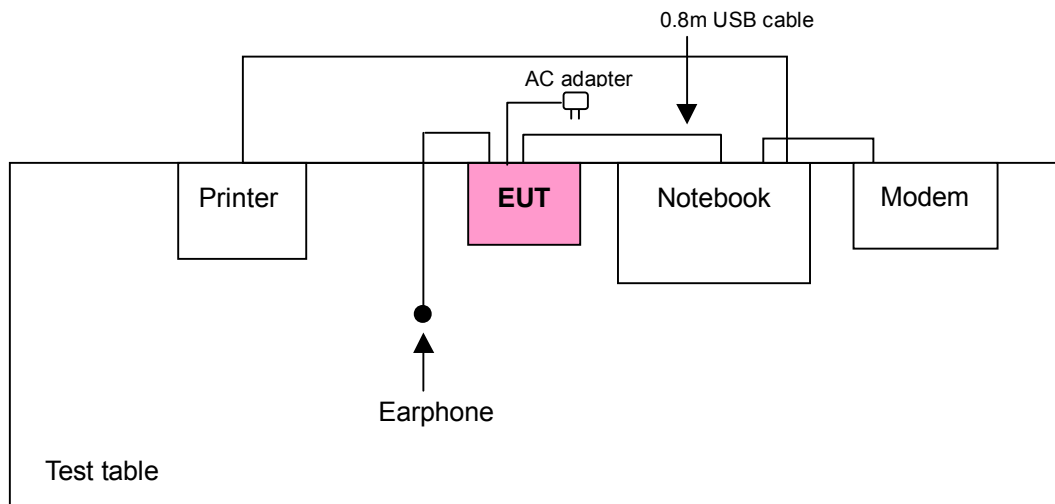 0.8m USB cable
AC adapter
Printer
EUT
Notebook
Modem
Earphone
Test table